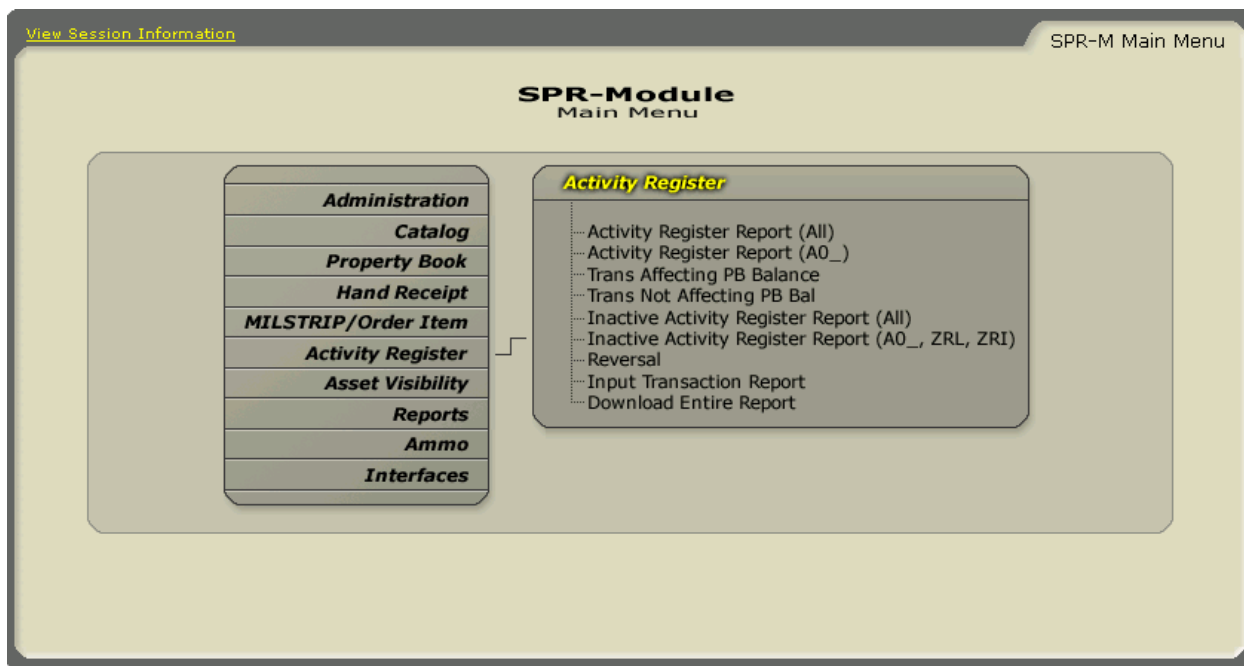 View Session Information
SPR-M Main Menu
SPR-Module
Main Menu
Administration
Catalog
Property Book
Hand Receipt
MILSTRIP/Order Item
Activity Register
Asset Visibility
Reports
Ammo
Interfaces
Activity Register
Activity Register Report (All)
Activity Register Report (A0_)
Trans Affecting PB Balance
Trans Not Affecting PB Bal
Inactive Activity Register Report (All)
Inactive Activity Register Report (A0_, ZRL, ZRI)
Reversal
Input Transaction Report
Download Entire Report